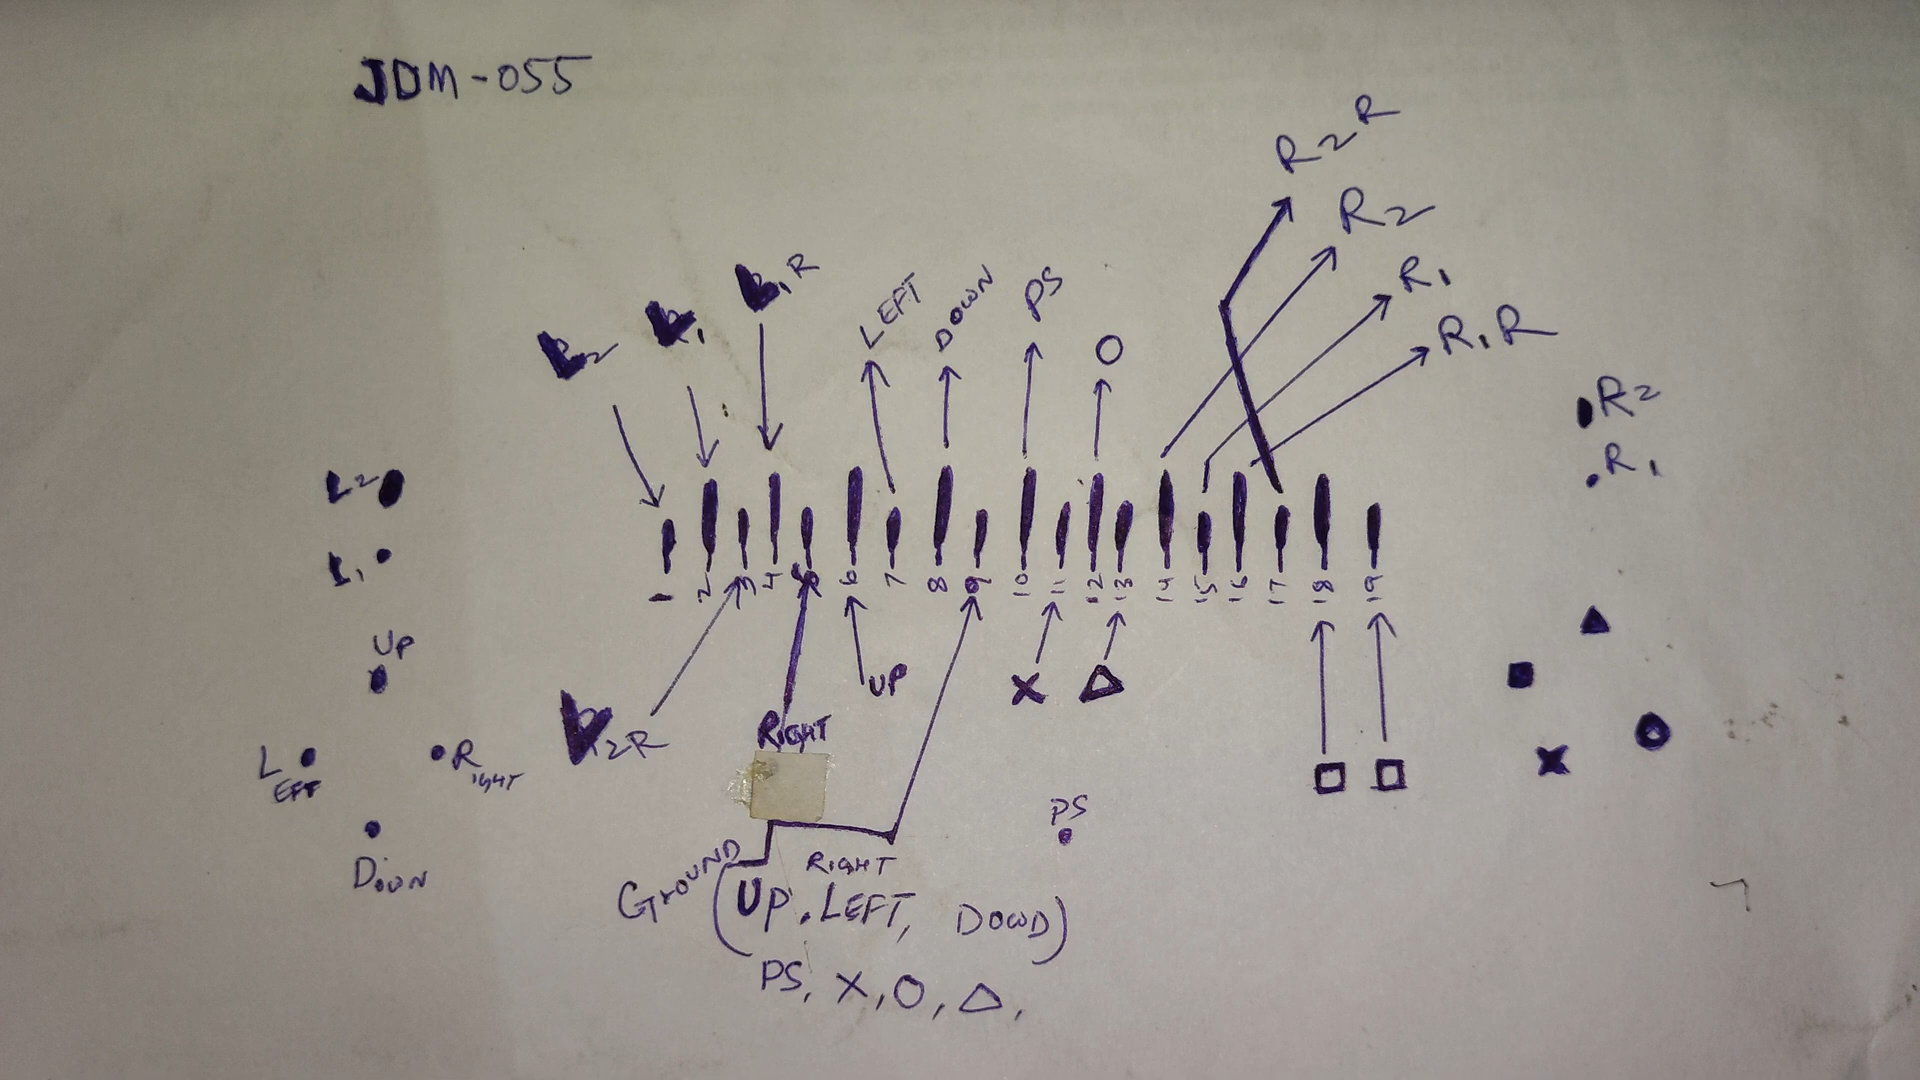 JDM-055
R2R
R2
L1R
R1
L2
L1
LEFT
DOWN
PS
O
R1R
R2
R1
L2
L1
1 2 3 4 5 6 7 8 9 10 11 12 13 14 15 16 17 18 19
UP
UP
X
△
L2R
RIGHT
□ □
LEFT
RIGHT
X
DOWN
PS
GROUND
RIGHT
(UP, LEFT, DOWD)
PS, X, O, △,